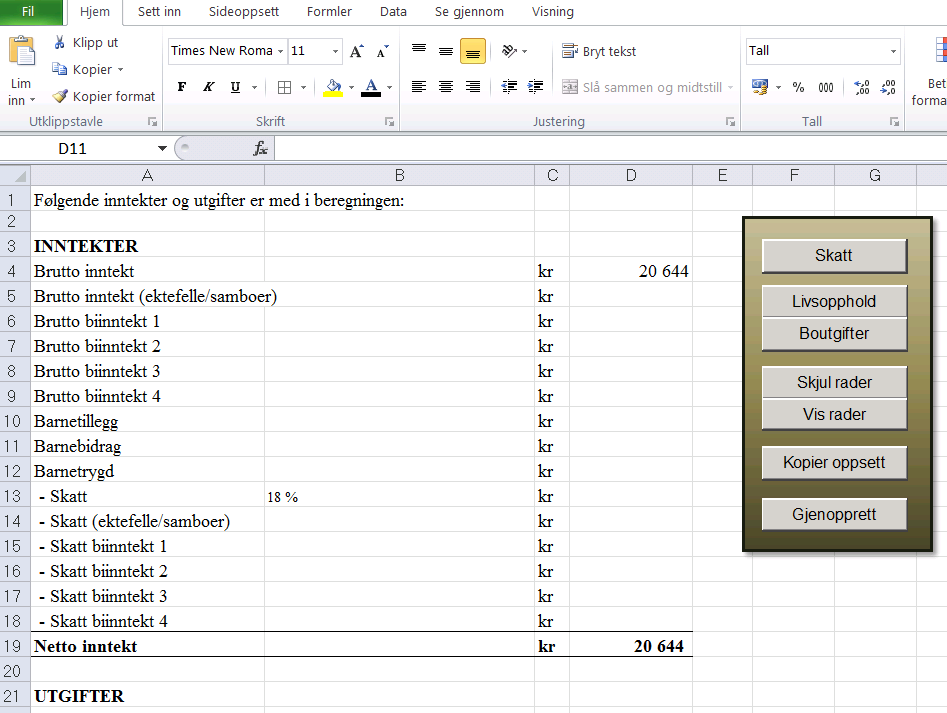 Fil Hjem Sett inn Sideoppsett Formler Data Se gjennom Visning
Klipp ut
Kopier
Kopier format
Lim
inn
Utklippstavle
Times New Roma 11
F K U A
Skrift
Bryt tekst
Slå sammen og midtstill
Justering
Tall
% 000 ,00 ,0
Tall
Bet
forma
D11 fx
A B C D E F G
1 Følgende inntekter og utgifter er med i beregningen:
2
3 INNTEKTER
4 Brutto inntekt kr 20 644
5 Brutto inntekt (ektefelle/samboer) kr
6 Brutto biinntekt 1 kr
7 Brutto biinntekt 2 kr
8 Brutto biinntekt 3 kr
9 Brutto biinntekt 4 kr
10 Barnetillegg kr
11 Barnebidrag kr
12 Barnetrygd kr
13 - Skatt 18 % kr
14 - Skatt (ektefelle/samboer) kr
15 - Skatt biinntekt 1 kr
16 - Skatt biinntekt 2 kr
17 - Skatt biinntekt 3 kr
18 - Skatt biinntekt 4 kr
19 Netto inntekt kr 20 644
20
21 UTGIFTER
Skatt
Livsopphold
Boutgifter
Skjul rader
Vis rader
Kopier oppsett
Gjenopprett